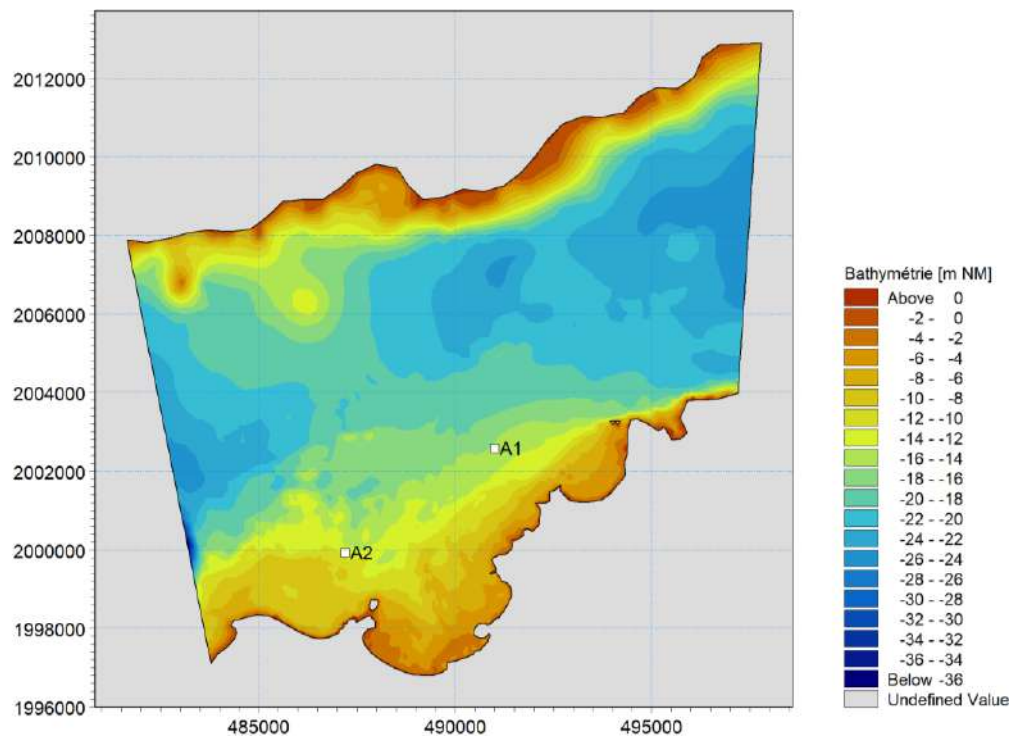 2012000
2010000
2008000
2006000
2004000
2002000
2000000
1998000
1996000
485000 490000 495000
A1
A2
Bathymétrie [m NM]
Above 0
-2 - 0
-4 - -2
-6 - -4
-8 - -6
-10 - -8
-12 - -10
-14 - -12
-16 - -14
-18 - -16
-20 - -18
-22 - -20
-24 - -22
-26 - -24
-28 - -26
-30 - -28
-32 - -30
-34 - -32
-36 - -34
Below -36
Undefined Value